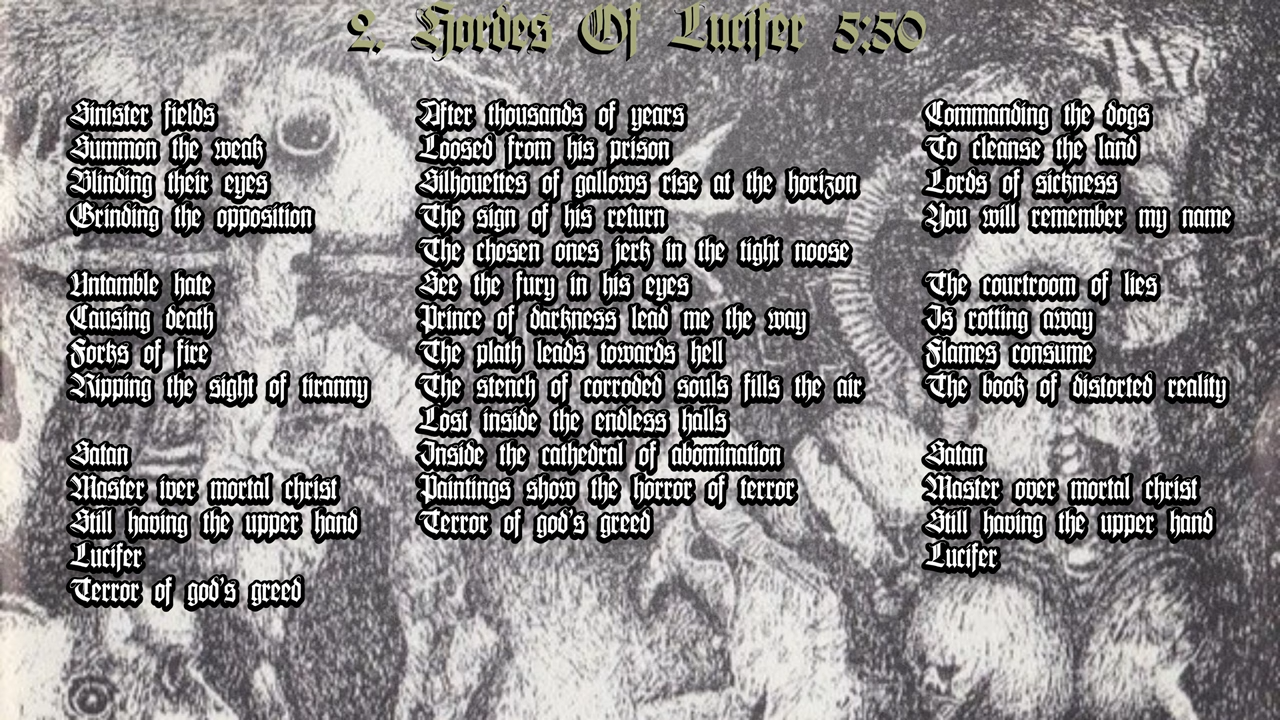 2. Hordes Of Lucifer 5:50
Sinister fields
Summon the weak
Blinding their eyes
Grinding the opposition
Untamble hate
Causing death
Forks of fire
Ripping the sight of tiranny
Satan
Master iver mortal christ
Still having the upper hand
Lucifer
Terror of god's greed
After thousands of years
Loosed from his prison
Silhouettes of gallows rise at the horizon
The sign of his return
The chosen ones jerk in the tight noose
See the fury in his eyes
Prince of darkness lead me the way
The plath leads towards hell
The stench of corroded souls fills the air
Lost inside the endless halls
Inside the cathedral of abomination
Paintings show the horror of terror
Terror of god's greed
Commanding the dogs
To cleanse the land
Lords of sickness
You will remember my name
The courtroom of lies
Is rotting away
Flames consume
The book of distorted reality
Satan
Master over mortal christ
Still having the upper hand
Lucifer